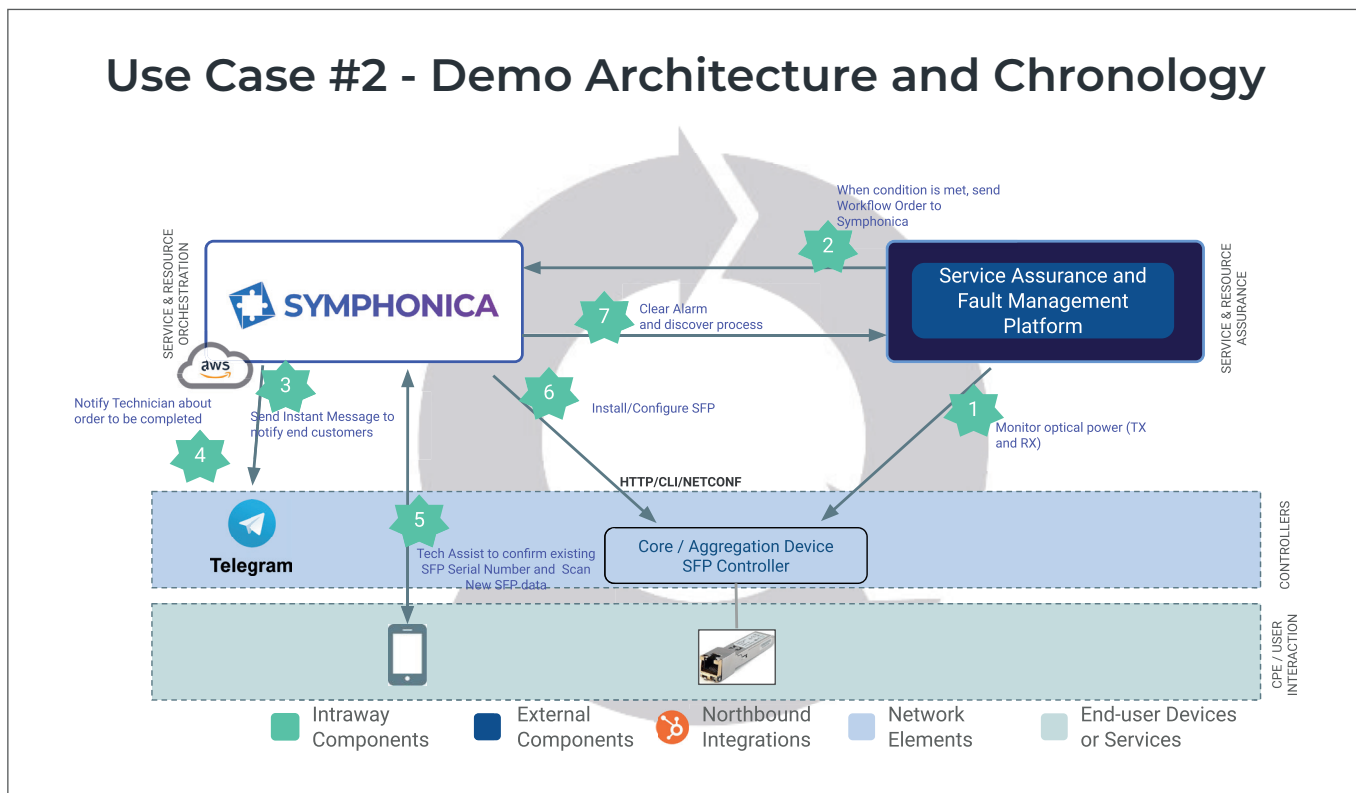 Use Case #2 - Demo Architecture and Chronology
When condition is met, send
Workflow Order to
Symphonica
2
SERVICE & RESOURCE
ORCHESTRATION
SYMPHONICA
aws
Service Assurance and
Fault Management
Platform
SERVICE & RESOURCE
ASSURANCE
7
Clear Alarm
and discover process
3
Send Instant Message to
notify end customers
Notify Technician about
order to be completed
4
6
Install/Configure SFP
1
Monitor optical power (TX
and RX)
HTTP/CLI/NETCONF
Telegram
5
Tech Assist to confirm existing
SFP Serial Number and Scan
New SFP data
Core / Aggregation Device
SFP Controller
CONTROLLERS
CPE / USER
INTERACTION
Intraway
Components
External
Components
Northbound
Integrations
Network
Elements
End-user Devices
or Services